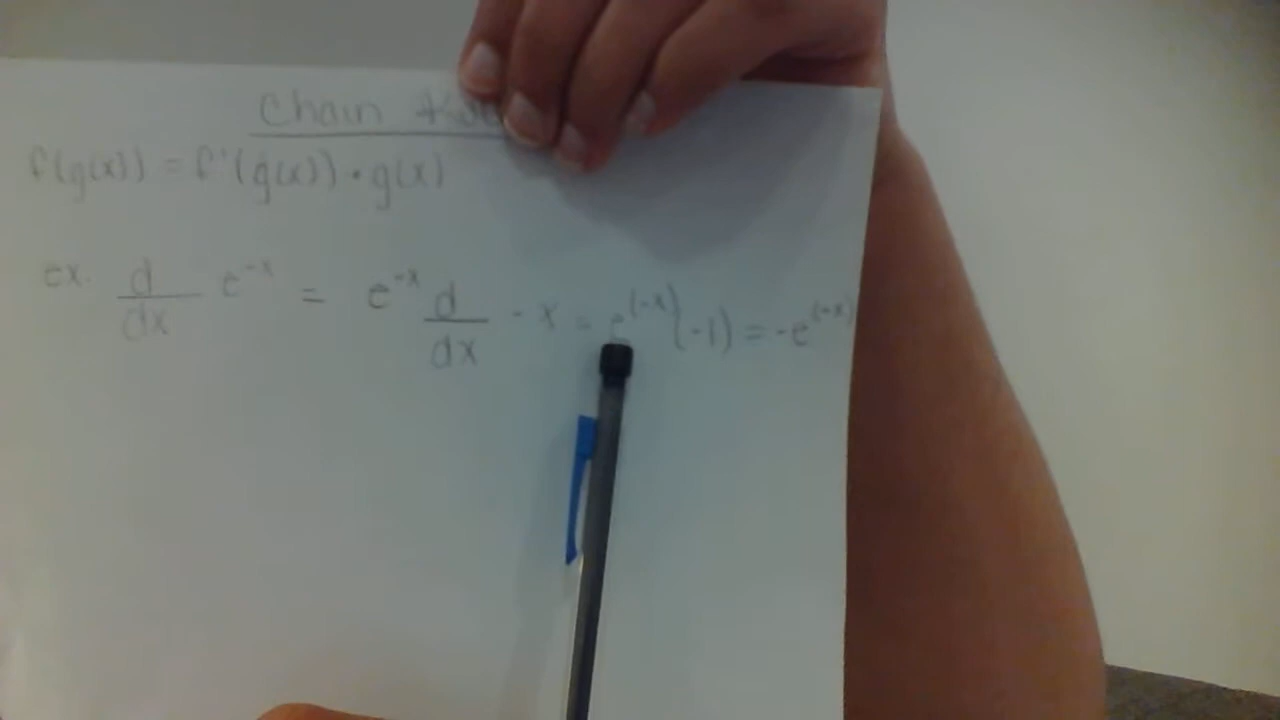 Chain
f(g(x)) = f'(g(x)) • g(x)
ex. d/dx e^-x = e^-x d/dx - x = e^(-x)(-1) = -e^(-x)